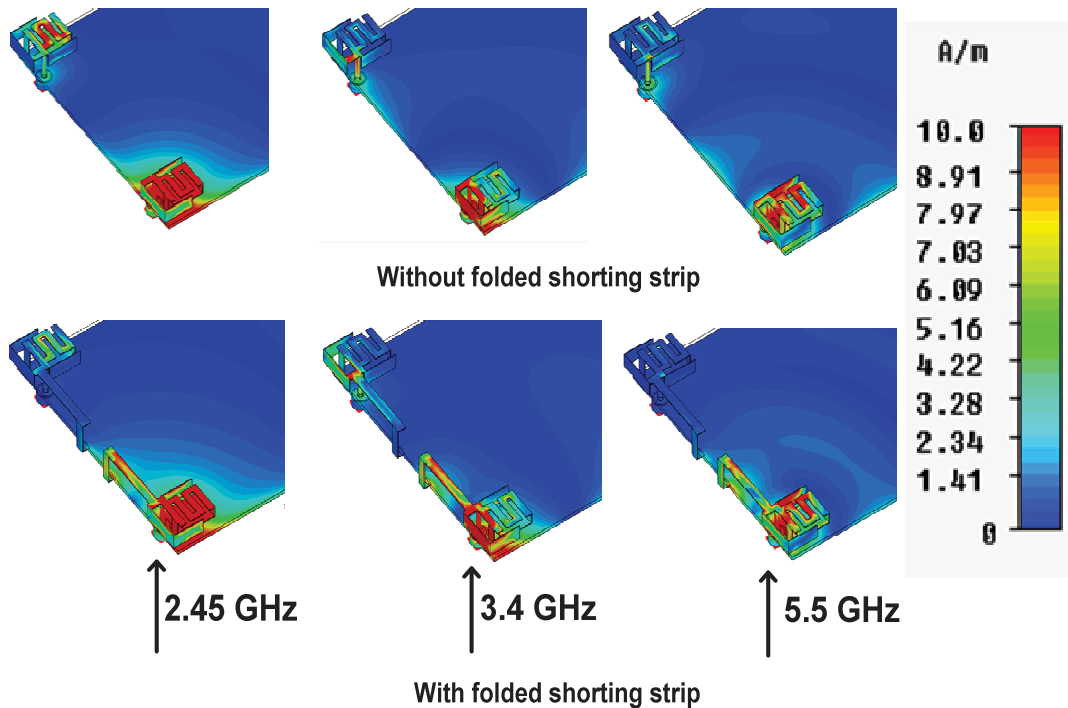 A/m
10.0
8.91
7.97
7.03
6.09
5.16
4.22
3.28
2.34
1.41
0
Without folded shorting strip
2.45 GHz
3.4 GHz
5.5 GHz
With folded shorting strip